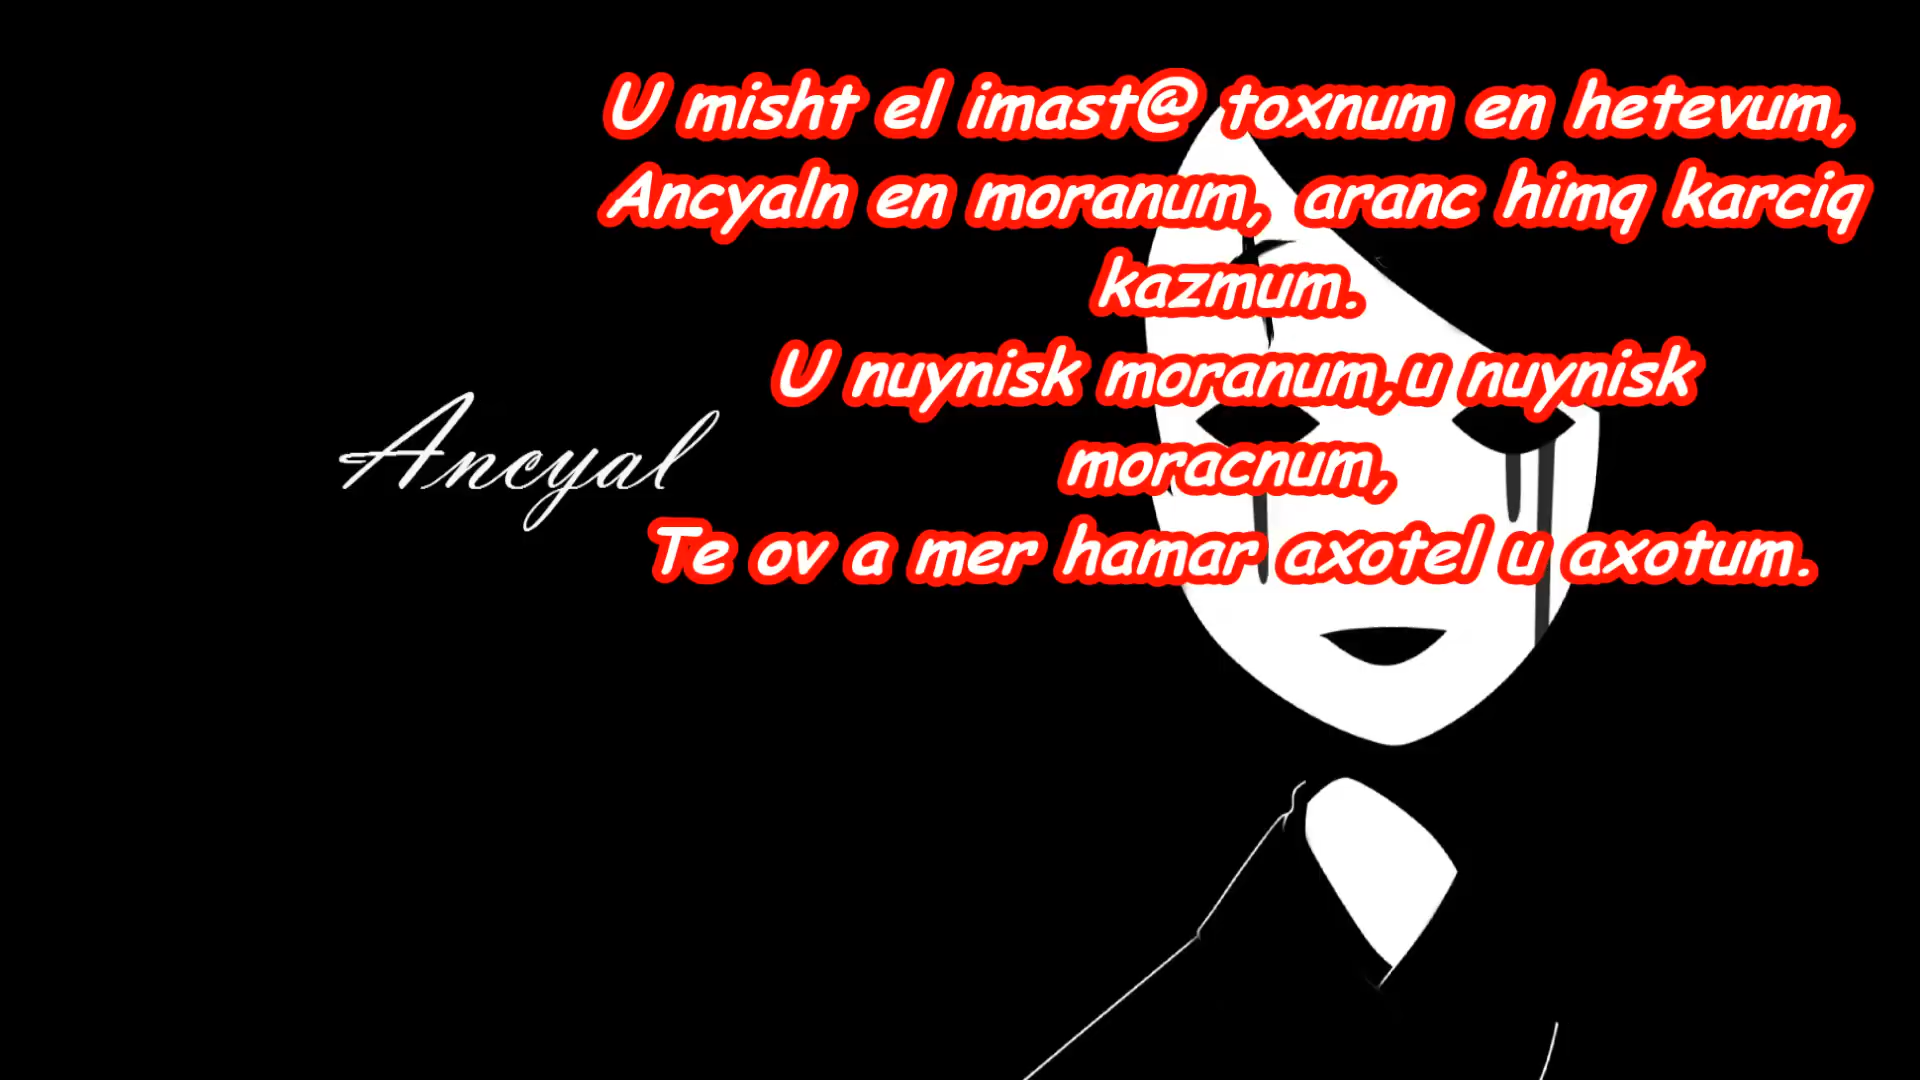 U misht el imast@ toxnum en hetevum,
Ancyaln en moranum, aranc himq karciq
kazmum.
U nuynisk moranum,u nuynisk
moracnum,
Te ov a mer hamar axotel u axotum.
Ancyal